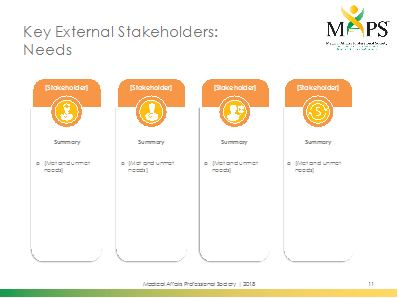 Key External Stakeholders:
Needs
MAPS
[Stakeholder]
Summary
[Met and unmet
needs]
[Stakeholder]
Summary
[Met and unmet
needs]
[Stakeholder]
Summary
[Met and unmet
needs]
[Stakeholder]
Summary
[Met and unmet
needs]
Medical Affairs Professional Society | 2018
11